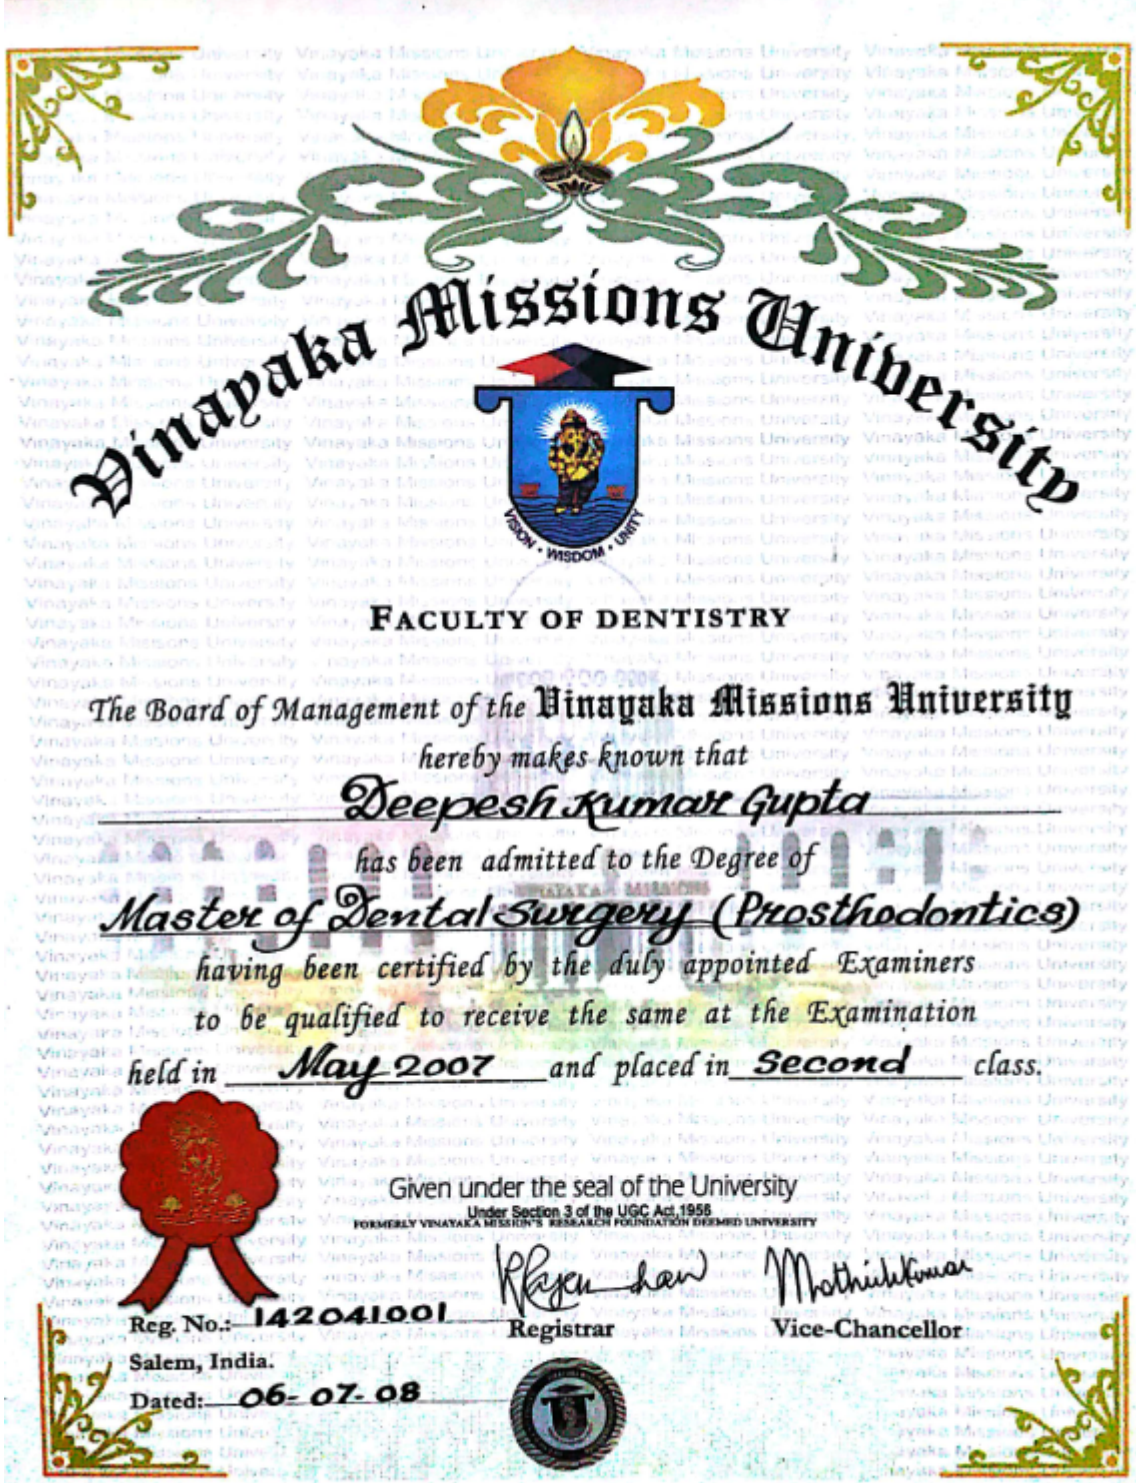 Vinayaka Missions University
VISION • WISDOM • UNITY
FACULTY OF DENTISTRY
The Board of Management of the Vinayaka Missions University
hereby makes known that
Deepesh Kumar Gupta
has been admitted to the Degree of
Master of Dental Surgery (Prosthodontics)
having been certified by the duly appointed Examiners
to be qualified to receive the same at the Examination
held in May 2007 and placed in Second class.
Given under the seal of the University
Under Section 3 of the UGC Act,1956
FORMERLY VINAYAKA MISSION'S RESEARCH FOUNDATION DEEMED UNIVERSITY
Reg. No.: 142041001
Registrar
Vice-Chancellor
Salem, India.
Dated: 06-07-08